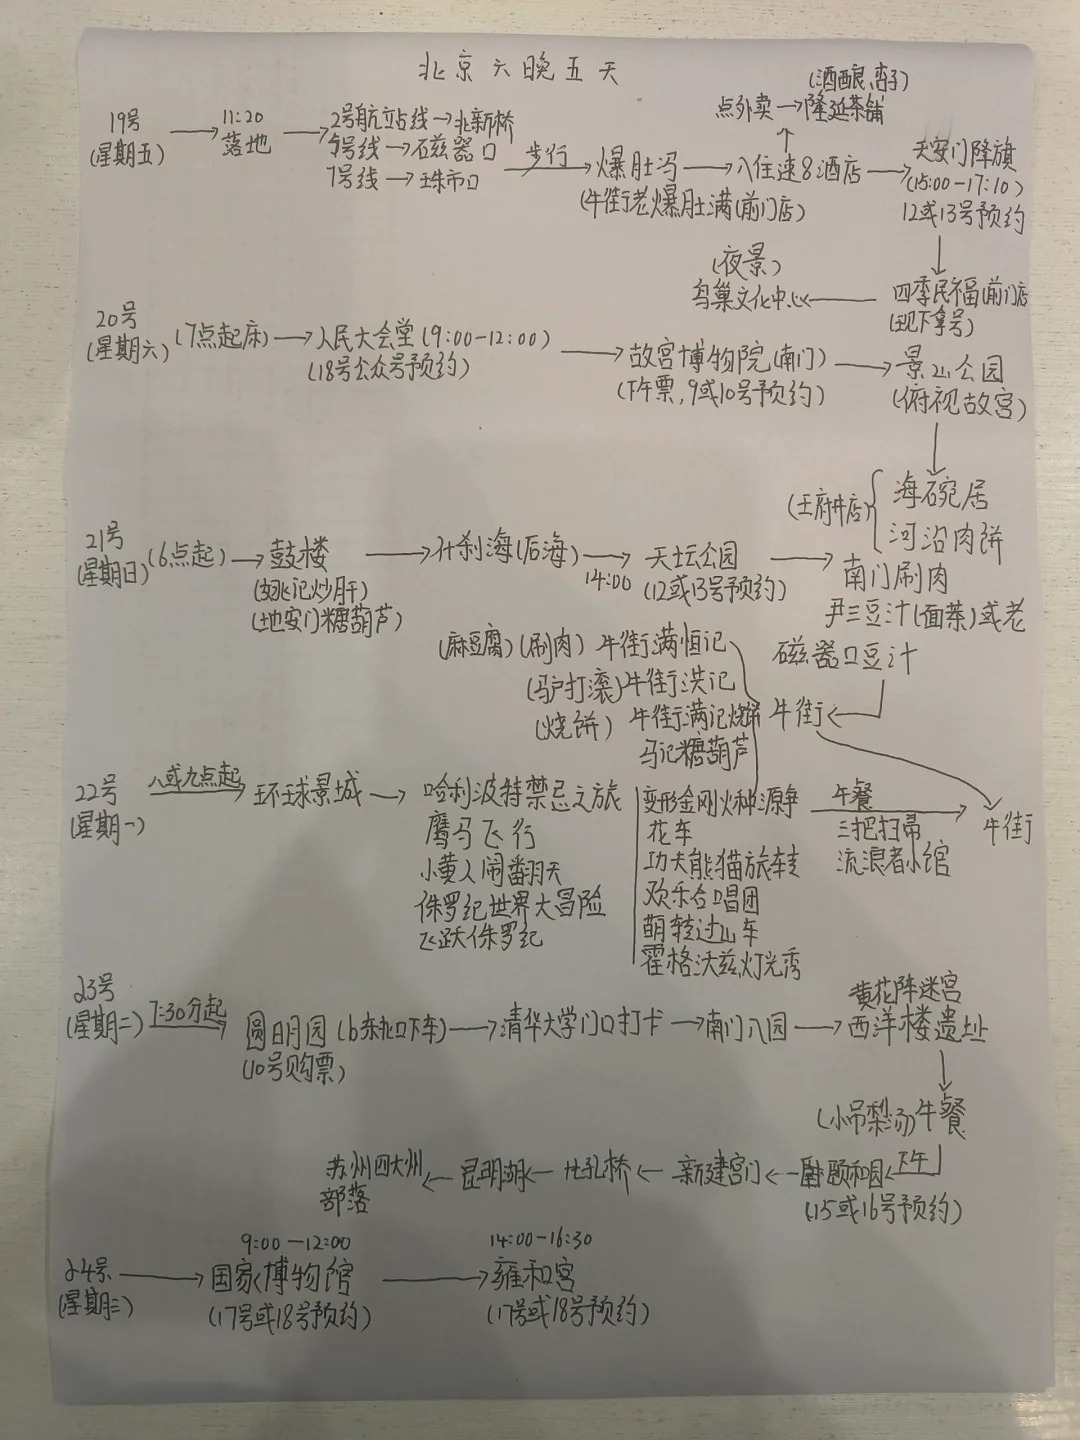 北京六晚五天
19号
(星期五)
11:20
落地
2号航立占线→北新桥
5号线→石兹器口
7号线→珠市口
步行
爆肚冯
(牛街老爆肚满(前门店)
入住速8酒店
点外卖→隆延茶铺
(酒酿,杏子)
天安门降旗
(15:00-17:10)
12或13号预约
四季民福(前门店
(现下拿号)
(夜景)
鸟巢文化中心
20号
(星期六)
(7点起床)
人民大会堂(9:00-12:00)
(18号公众号预约)
故宫博物院(南门)
(下午票,9或10号预约)
景山公园
(俯视故宫)
21号
(星期日)
(6点起)
鼓楼
(姚记炒肝)
(地安门糖葫芦)
什刹海(后海)
14:00
天坛公园
(12或13号预约)
(王府井店)
海碗居
河沿肉饼
南门刷肉
尹三豆汁(面茶)或老
磁器口豆汁
牛街
(麻豆腐)(刷肉)牛街满恒记
(驴打滚)牛街洪记
(烧饼)牛街满记烧饼
马记糖葫芦
22号
(星期一)
八或九点起
环球景城
哈利波特禁忌之旅
鹰马飞行
小黄人闹翻天
侏罗纪世界大冒险
飞跃侏罗纪
变形金刚火种源争
花车
功夫熊猫旅车支
欢乐合唱团
萌转过山车
霍格沃兹灯光秀
午餐
三把扫帚
流浪者小馆
牛街
23号
(星期二)
7:30分起
圆明园(b东北口下车)
(10号购票)
清华大学门口打卡
南门入园
黄花阵迷宫
西洋楼遗址
(小吊梨汤)午餐
下午
颐和园
(15或16号预约)
新建宫门
七孔桥
昆明湖
苏州四大州
部落
24号
(星期三)
9:00-12:00
国家博物馆
(17号或18号预约)
14:00-16:30
雍和宫
(17号或18号预约)